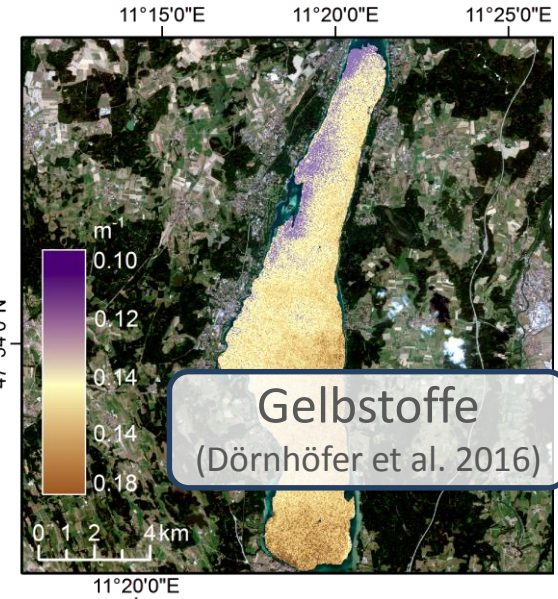 11°15'0"E 11°20'0"E 11°25'0"E
m⁻¹
0.10
0.12
0.14
0.14
0.18
Gelbstoffe
(Dörnhöfer et al. 2016)
0 1 2 4 km
11°20'0"E